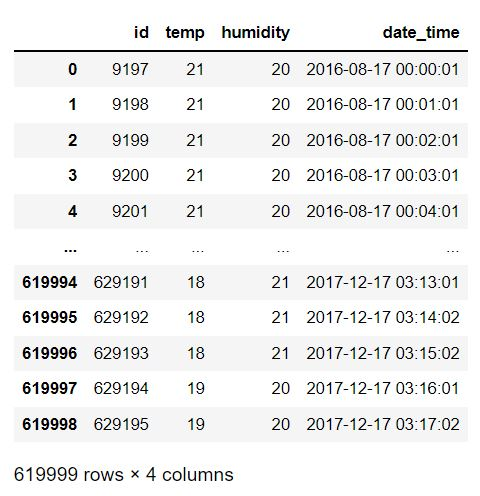 id temp humidity date_time
0 9197 21 20 2016-08-17 00:00:01
1 9198 21 20 2016-08-17 00:01:01
2 9199 21 20 2016-08-17 00:02:01
3 9200 21 20 2016-08-17 00:03:01
4 9201 21 20 2016-08-17 00:04:01
... ... ... ... ...
619994 629191 18 21 2017-12-17 03:13:01
619995 629192 18 21 2017-12-17 03:14:02
619996 629193 18 21 2017-12-17 03:15:02
619997 629194 19 20 2017-12-17 03:16:01
619998 629195 19 20 2017-12-17 03:17:02
619999 rows × 4 columns